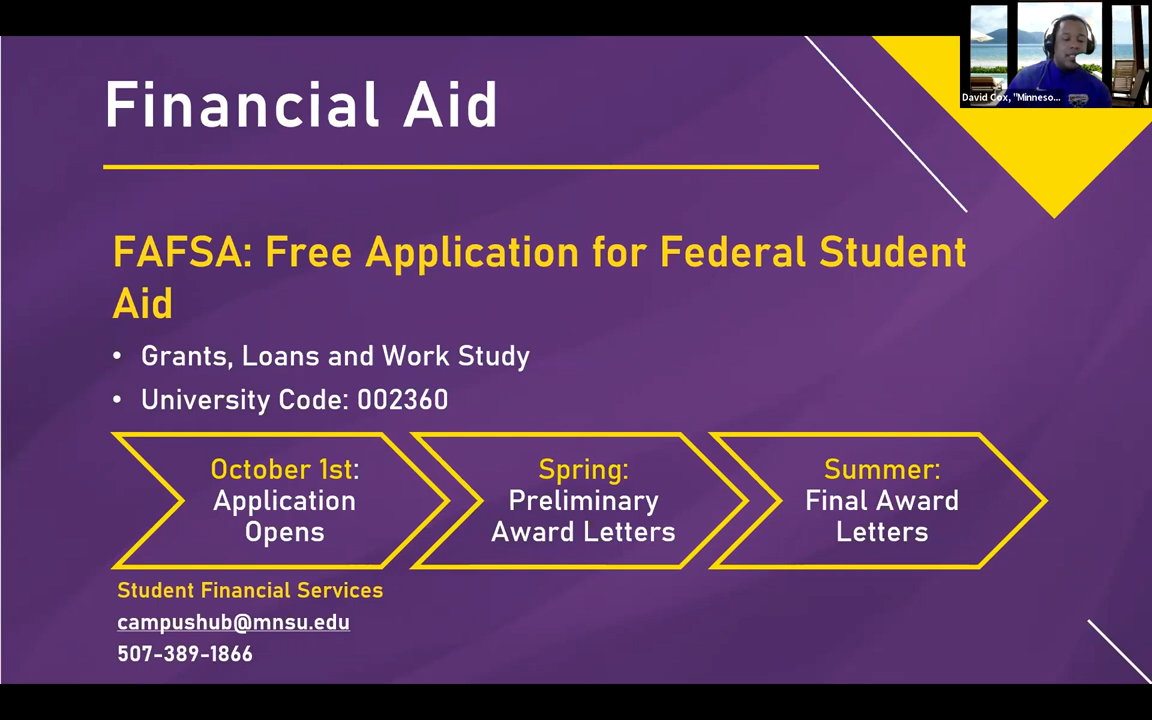 David Cox, "Minneso...
Financial Aid
FAFSA: Free Application for Federal Student
Aid
• Grants, Loans and Work Study
• University Code: 002360
October 1st:
Application
Opens
Spring:
Preliminary
Award Letters
Summer:
Final Award
Letters
Student Financial Services
campushub@mnsu.edu
507-389-1866